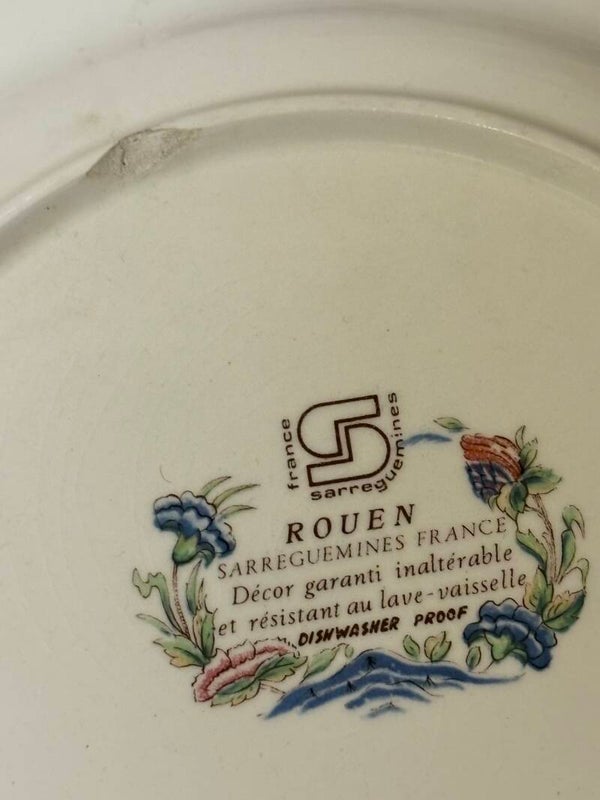 france
sarreguemines
ROUEN
SARREGUEMINES FRANCE
Décor garanti inaltérable
et résistant au lave-vaisselle
DISHWASHER PROOF